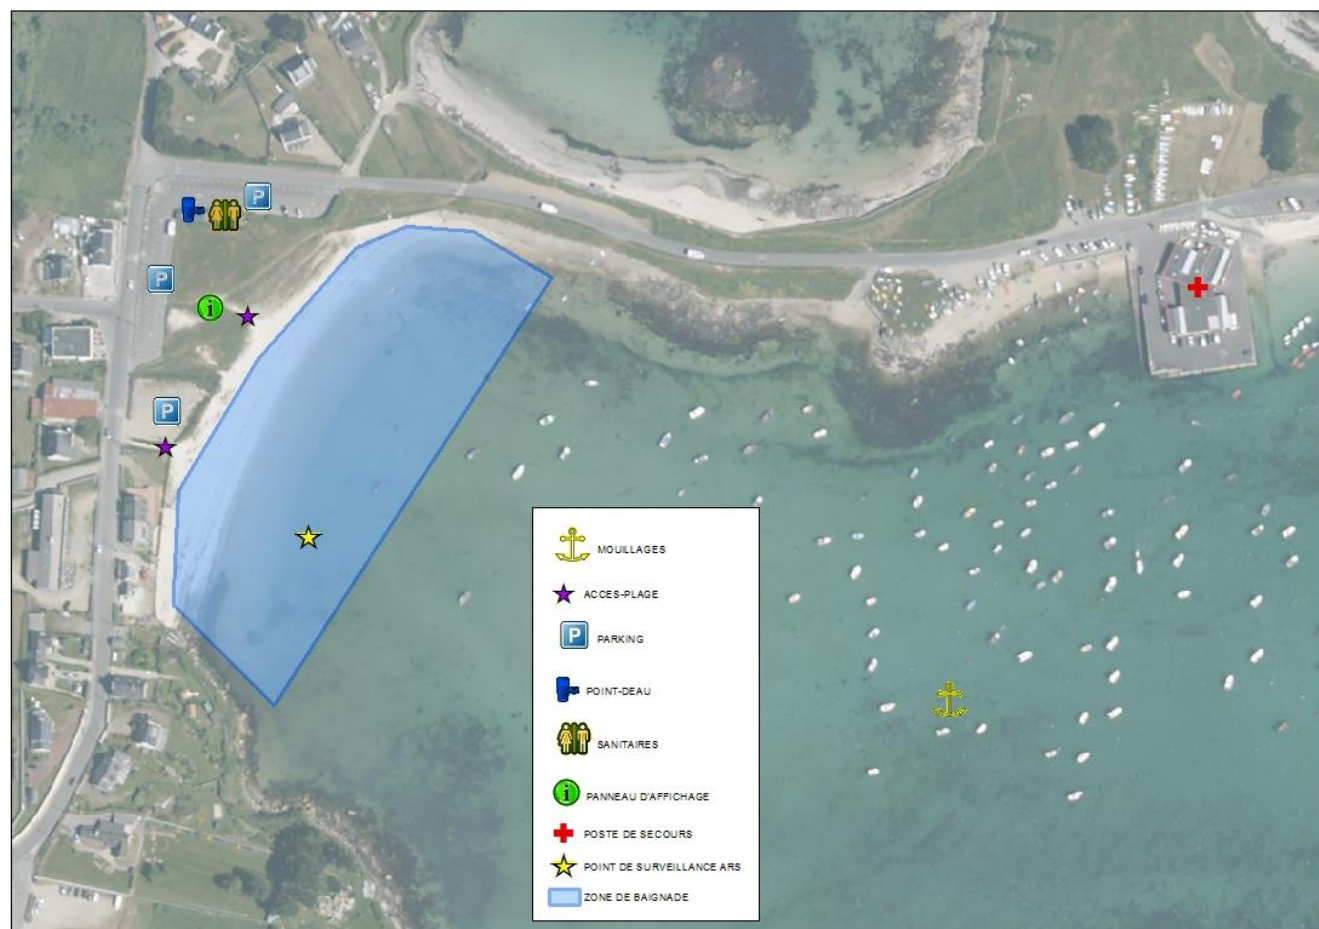 P
P
i
P
MOUILLAGES
ACCES-PLAGE
P PARKING
POINT-DEAU
SANITAIRES
i PANNEAU D'AFFICHAGE
POSTE DE SECOURS
POINT DE SURVEILLANCE ARS
ZONE DE BAIGNADE